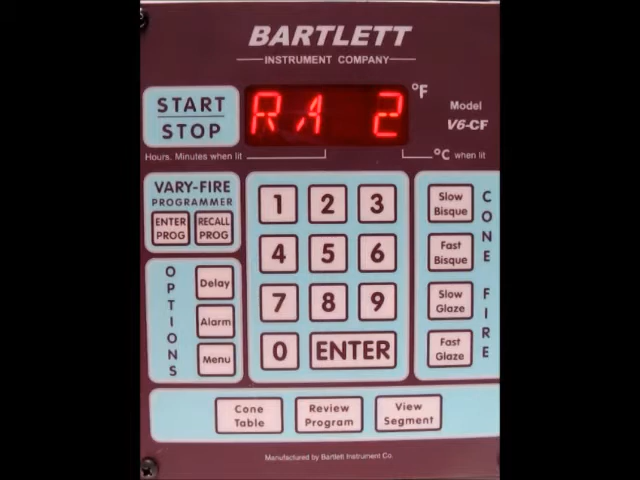 BARTLETT
INSTRUMENT COMPANY
START
STOP
RA 2
°F
Model
V6-CF
Hours. Minutes when lit
°C when lit
VARY-FIRE
PROGRAMMER
ENTER PROG
RECALL PROG
OPTIONS
Delay
Alarm
Menu
1 2 3
4 5 6
7 8 9
0 ENTER
Slow Bisque
Fast Bisque
Slow Glaze
Fast Glaze
CONE FIRE
Cone Table
Review Program
View Segment
Manufactured by Bartlett Instrument Co.